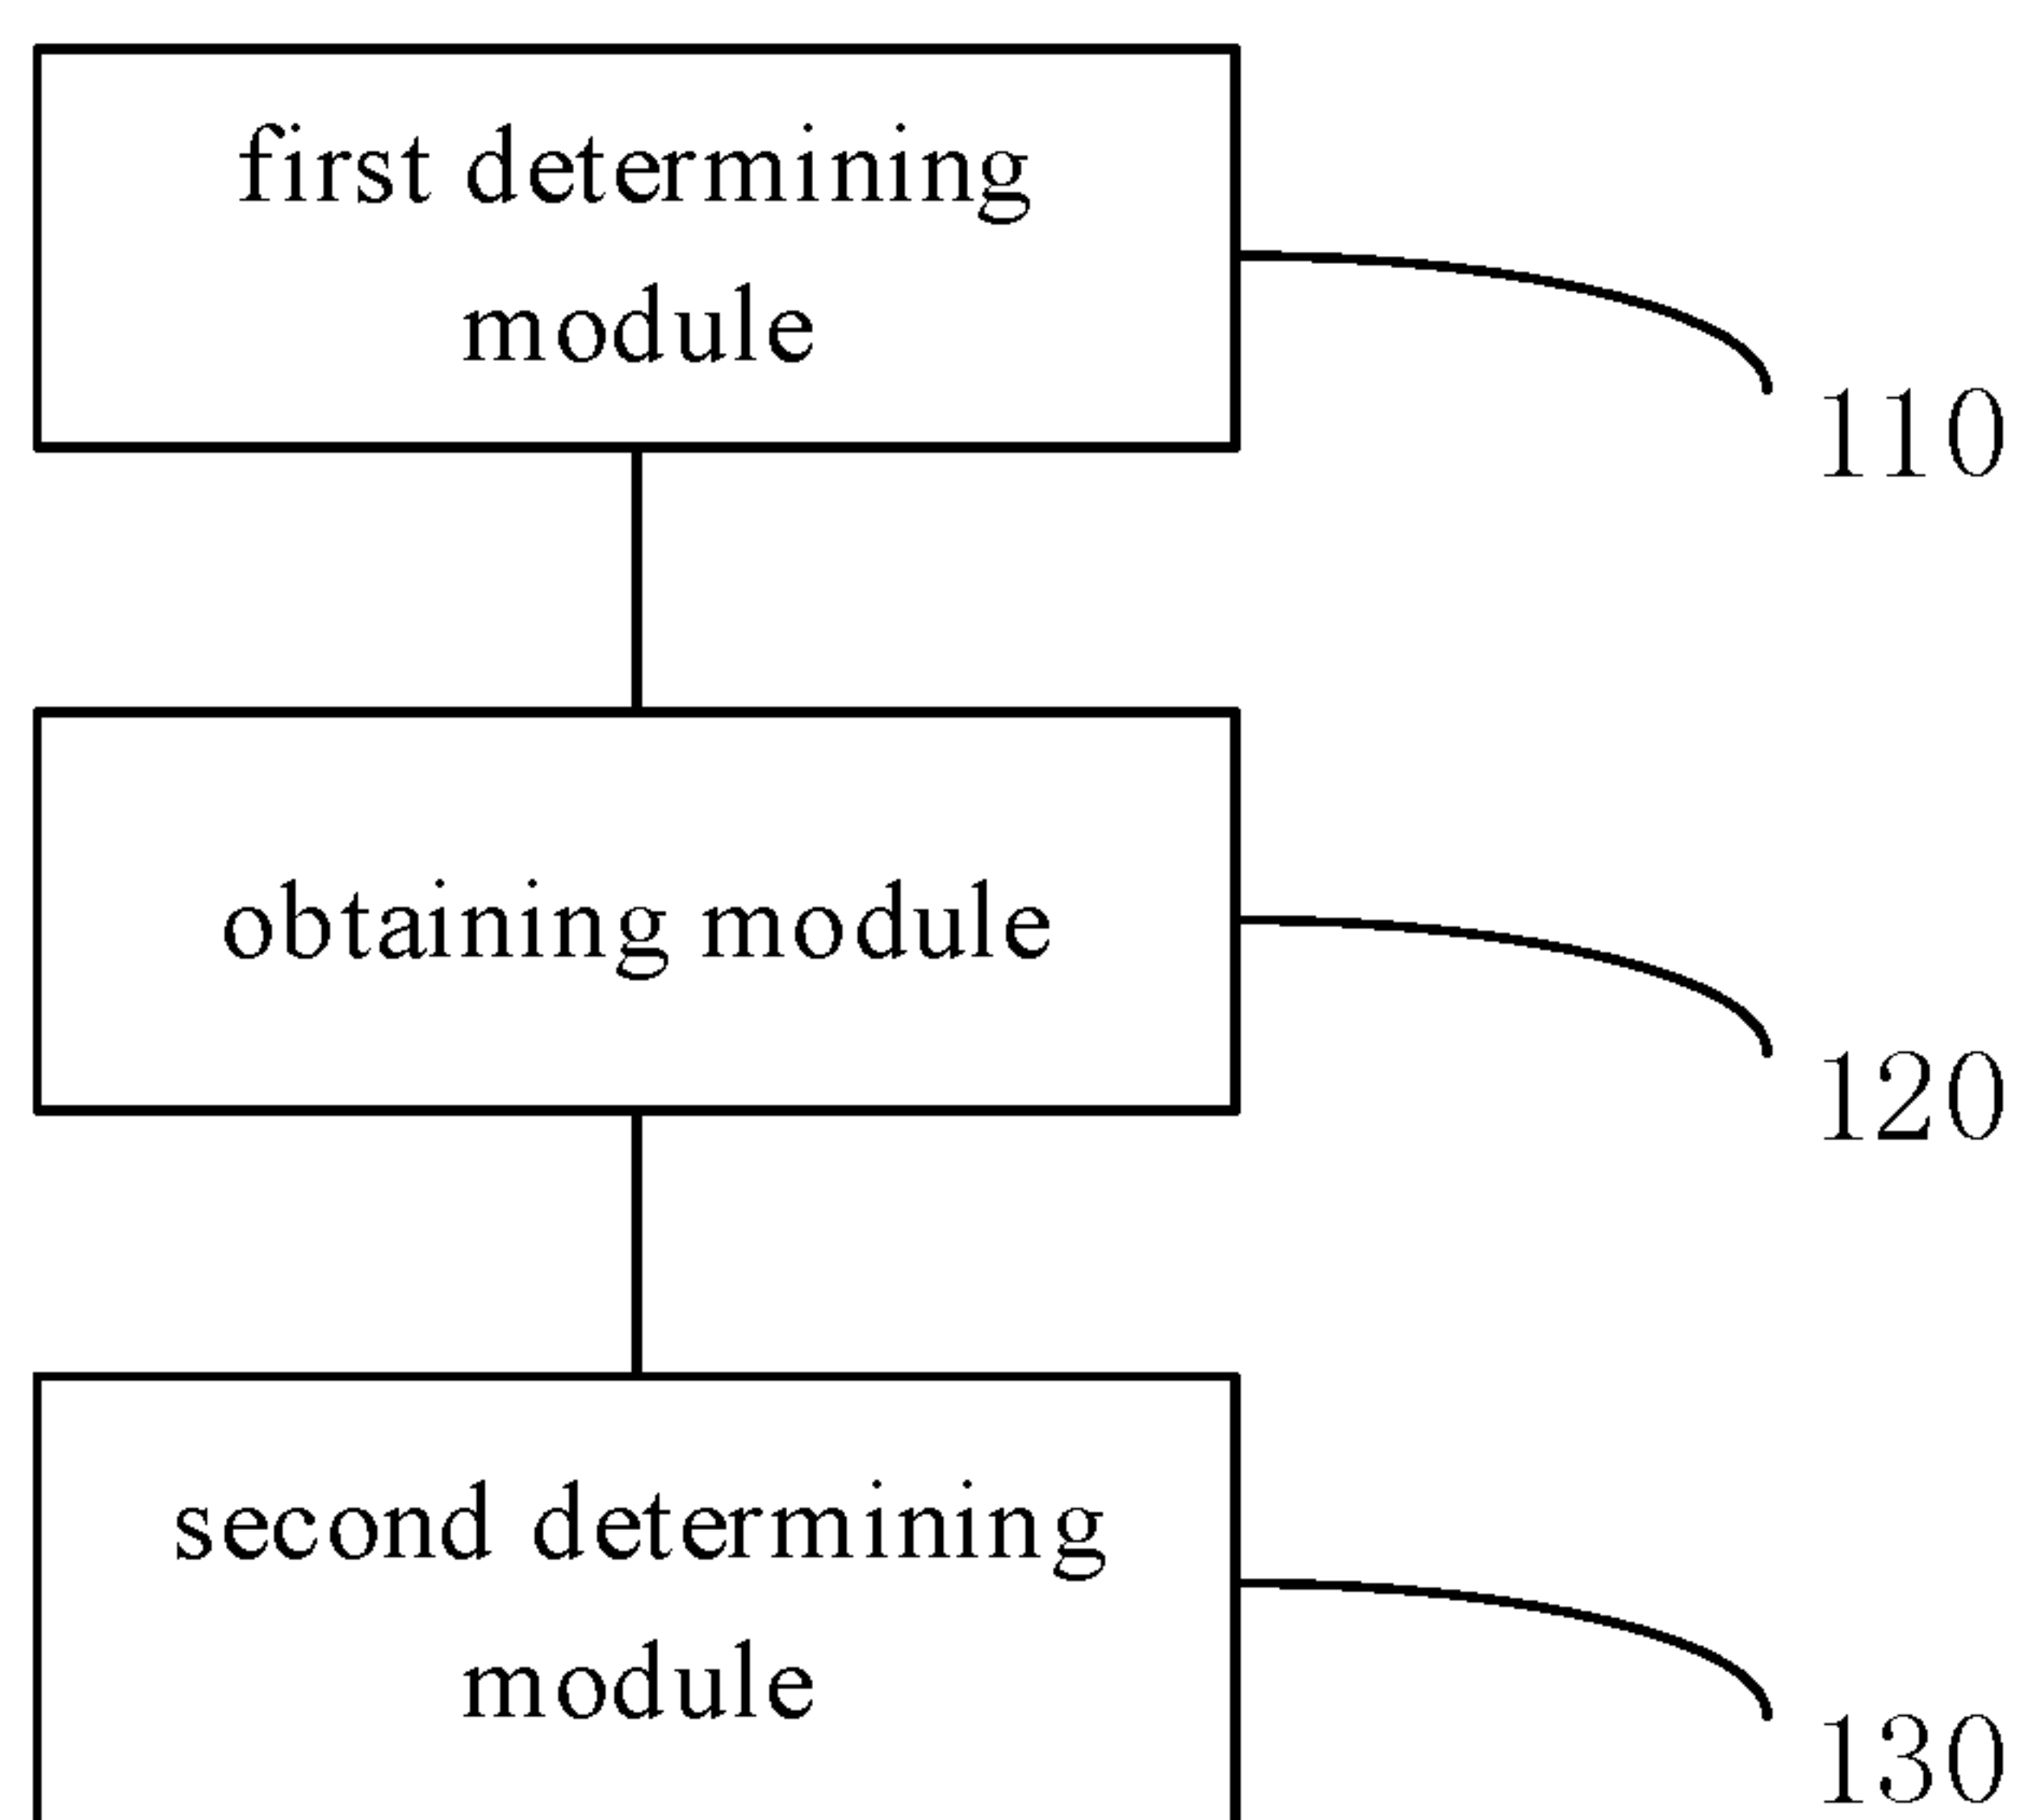 first determining
module
110
obtaining module
120
second determining
module
130